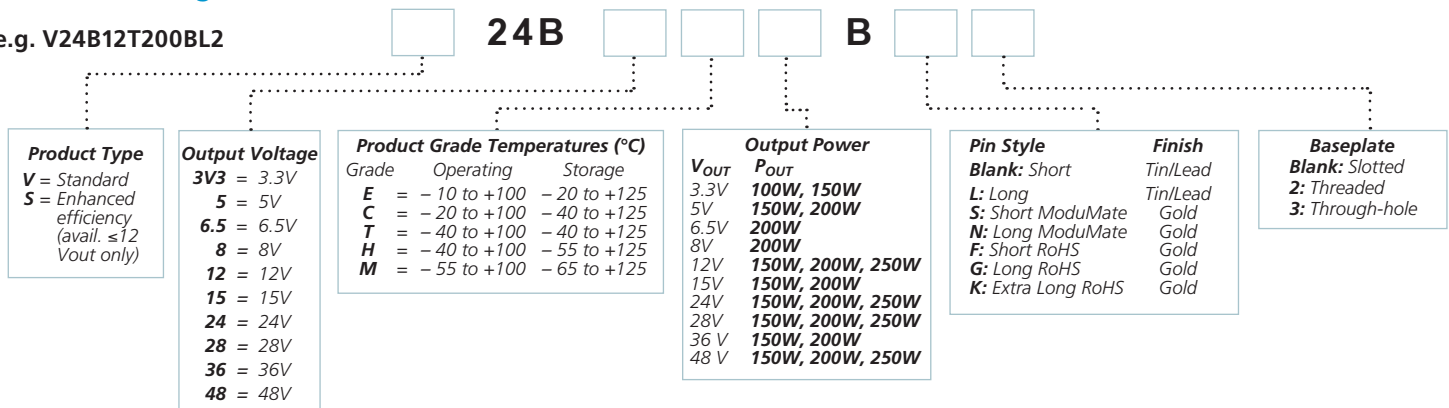 e.g. V24B12T200BL2
24B B
Product Type
V = Standard
S = Enhanced
efficiency
(avail. ≤12
Vout only)
Output Voltage
3V3 = 3.3V
5 = 5V
6.5 = 6.5V
8 = 8V
12 = 12V
15 = 15V
24 = 24V
28 = 28V
36 = 36V
48 = 48V
Product Grade Temperatures (°C)
Grade Operating Storage
E = – 10 to +100 – 20 to +125
C = – 20 to +100 – 40 to +125
T = – 40 to +100 – 40 to +125
H = – 40 to +100 – 55 to +125
M = – 55 to +100 – 65 to +125
Output Power
VOUT POUT
3.3V 100W, 150W
5V 150W, 200W
6.5V 200W
8V 200W
12V 150W, 200W, 250W
15V 150W, 200W
24V 150W, 200W, 250W
28V 150W, 200W, 250W
36 V 150W, 200W
48 V 150W, 200W, 250W
Pin Style Finish
Blank: Short Tin/Lead
L: Long Tin/Lead
S: Short ModuMate Gold
N: Long ModuMate Gold
F: Short RoHS Gold
G: Long RoHS Gold
K: Extra Long RoHS Gold
Baseplate
Blank: Slotted
2: Threaded
3: Through-hole